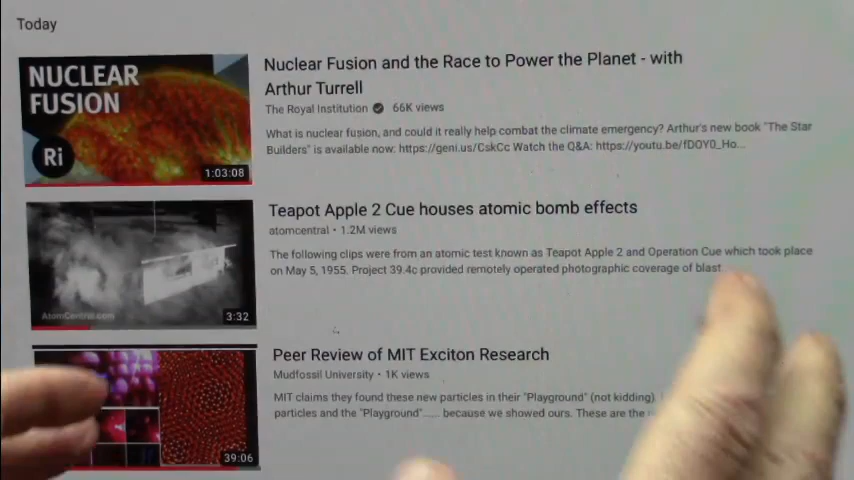 Today
NUCLEAR
FUSION
Ri
1:03:08
Nuclear Fusion and the Race to Power the Planet - with
Arthur Turrell
The Royal Institution 66K views
What is nuclear fusion, and could it really help combat the climate emergency? Arthur's new book "The Star
Builders" is available now: https://geni.us/CskCc Watch the Q&A: https://youtu.be/fDOY0_Ho...
AtomCentral.com
3:32
Teapot Apple 2 Cue houses atomic bomb effects
atomcentral • 1.2M views
The following clips were from an atomic test known as Teapot Apple 2 and Operation Cue which took place
on May 5, 1955. Project 39.4c provided remotely operated photographic coverage of blast
39:06
Peer Review of MIT Exciton Research
Mudfossil University • 1K views
MIT claims they found these new particles in their "Playground" (not kidding)
particles and the "Playground"..... because we showed ours. These are the